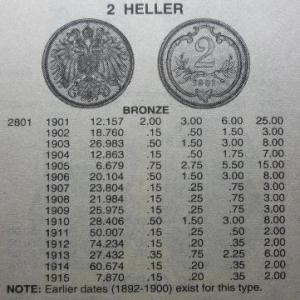 2 HELLER
2
1901
BRONZE
2801 1901 12.157 2.00 3.00 6.00 25.00
1902 18.760 .15 .50 1.50 3.00
1903 26.983 .50 1.50 3.00 8.00
1904 12.863 .15 .50 1.75 7.00
1905 6.679 .75 2.75 5.50 15.00
1906 20.104 .50 1.50 3.00 8.00
1907 23.804 .15 .25 .75 3.00
1908 21.984 .15 .25 .75 3.00
1909 25.975 .15 .25 .75 3.00
1910 28.406 .50 1.50 3.00 8.00
1911 50.007 .15 .25 .50 2.00
1912 74.234 .15 .20 .35 2.00
1913 27.432 .35 .75 2.25 6.00
1914 60.674 .15 .20 .35 2.00
1915 7.870 .15 .20 .35 2.00
NOTE: Earlier dates (1892-1900) exist for this type.